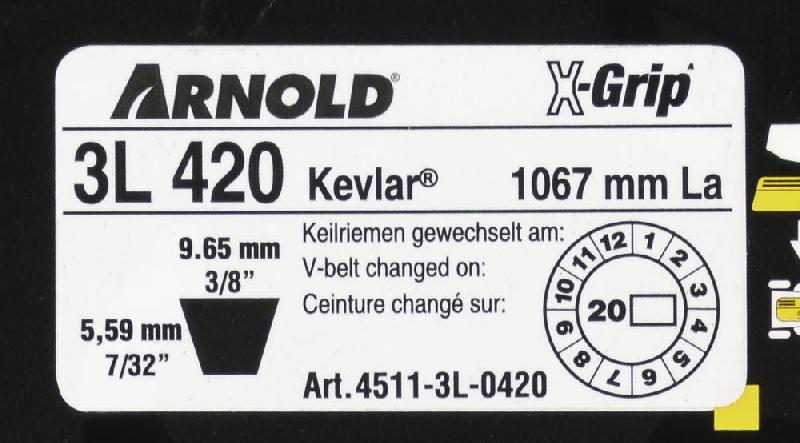 ARNOLD® X-Grip
3L 420 Kevlar® 1067 mm La
9.65 mm
3/8”
5,59 mm
7/32”
Keilriemen gewechselt am:
V-belt changed on:
Ceinture changé sur:
Art.4511-3L-0420
1 2 3 4 5 6 7 8 9 10 11 12
20